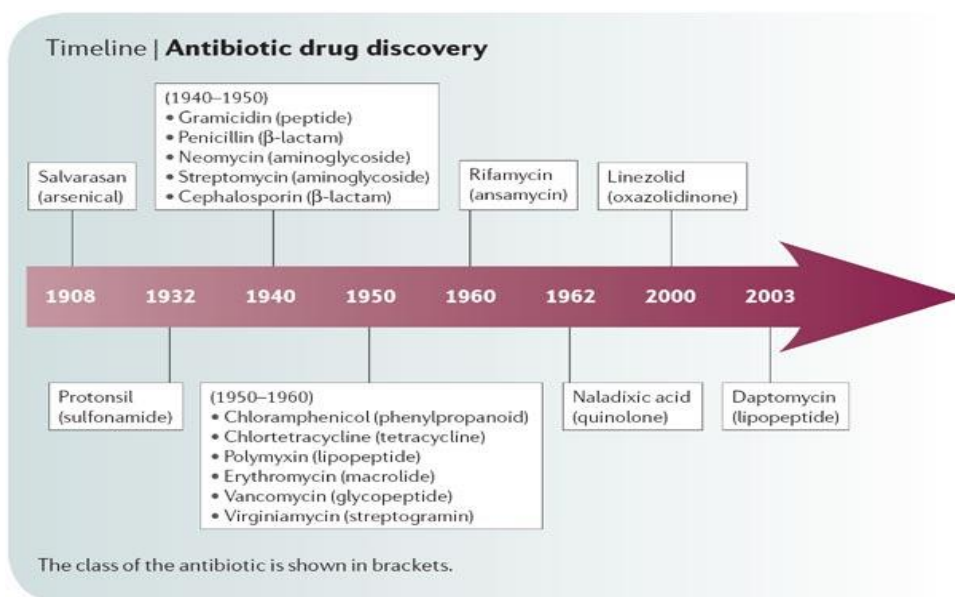 Timeline | Antibiotic drug discovery
(1940–1950)
• Gramicidin (peptide)
• Penicillin (β-lactam)
• Neomycin (aminoglycoside)
• Streptomycin (aminoglycoside)
• Cephalosporin (β-lactam)
Salvarasan
(arsenical)
Rifamycin
(ansamycin)
Linezolid
(oxazolidinone)
1908 1932 1940 1950 1960 1962 2000 2003
Protonsil
(sulfonamide)
(1950–1960)
• Chloramphenicol (phenylpropanoid)
• Chlortetracycline (tetracycline)
• Polymyxin (lipopeptide)
• Erythromycin (macrolide)
• Vancomycin (glycopeptide)
• Virginiamycin (streptogramin)
Naladixic acid
(quinolone)
Daptomycin
(lipopeptide)
The class of the antibiotic is shown in brackets.